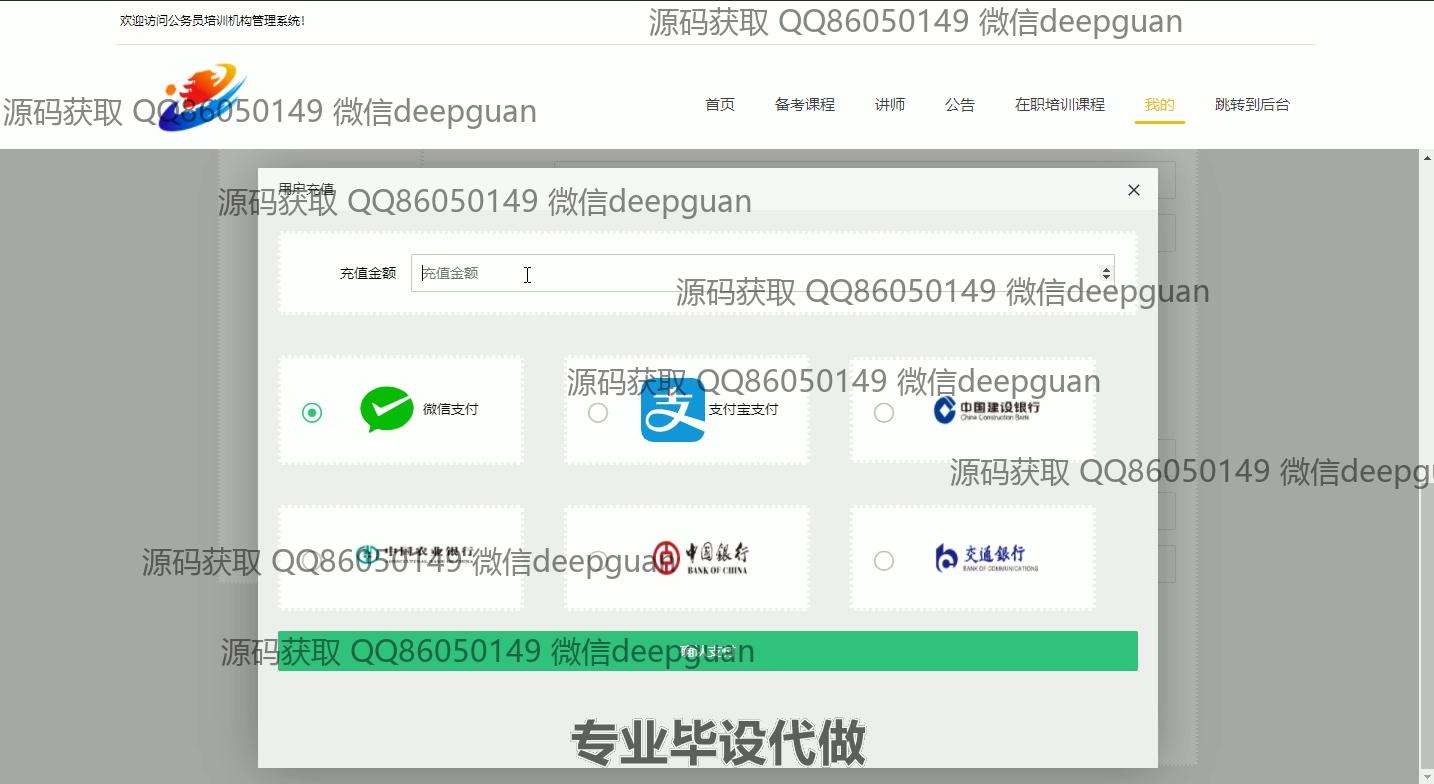 欢迎访问公务员培训机构管理系统!
源码获取 QQ86050149 微信deepguan
源码获取 QQ86050149 微信deepguan
首页 备考课程 讲师 公告 在职培训课程 我的 跳转到后台
用户充值
源码获取 QQ86050149 微信deepguan
充值金额 充值金额
源码获取 QQ86050149 微信deepguan
源码获取 QQ86050149 微信deepguan
微信支付 支付宝支付 中国建设银行
China Construction Bank
源码获取 QQ86050149 微信deepg
中国农业银行 中国银行 交通银行
BANK OF CHINA BANK OF COMMUNICATIONS
源码获取 QQ86050149 微信deepguan
源码获取 QQ86050149 微信deepguan
确认支付
专业毕设代做